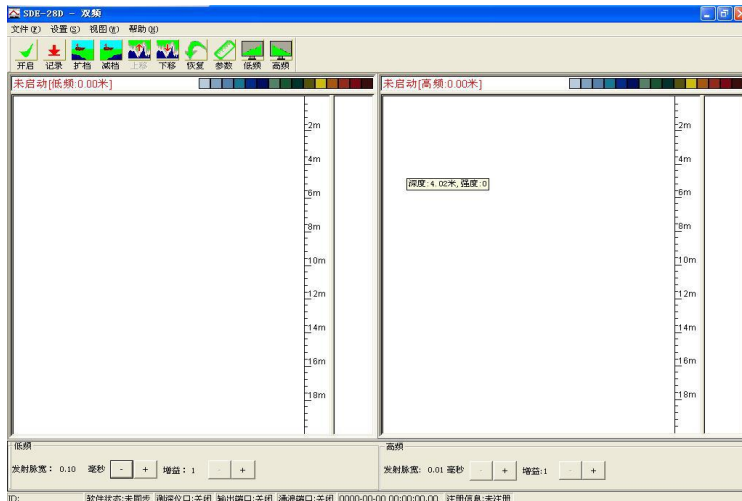 SDE-28D - 双频
文件(F) 设置(S) 视图(V) 帮助(H)
开启 记录 扩档 减档 上移 下移 恢复 参数 低频 高频
未启动[低频:0.00米]
2m
4m
6m
8m
10m
12m
14m
16m
18m
未启动[高频:0.00米]
深度:4.02米,强度:0
2m
4m
6m
8m
10m
12m
14m
16m
18m
低频
发射脉宽: 0.10 毫秒 - + 增益: 1 - +
高频
发射脉宽: 0.01 毫秒 - + 增益:1 - +
ID: 软件状态:未同步 测深仪口:关闭 输出端口:关闭 涌浪端口:关闭 0000-00-00 00:00:00.00 注册信息:未注册